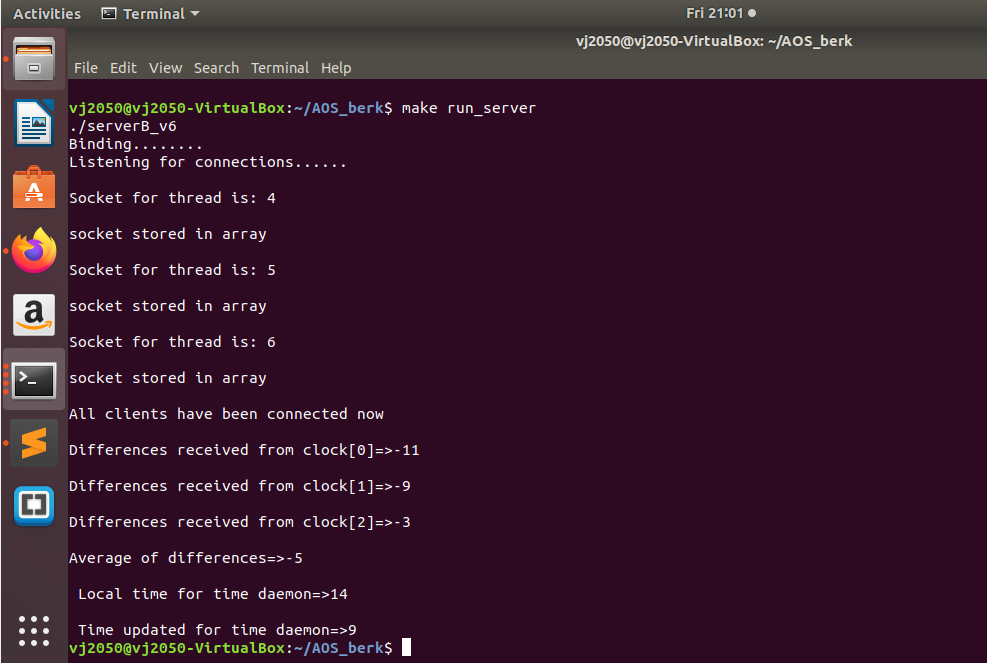 Activities Terminal Fri 21:01
vj2050@vj2050-VirtualBox: ~/AOS_berk
File Edit View Search Terminal Help
vj2050@vj2050-VirtualBox:~/AOS_berk$ make run_server
./serverB_v6
Binding........
Listening for connections......
Socket for thread is: 4
socket stored in array
Socket for thread is: 5
socket stored in array
Socket for thread is: 6
socket stored in array
All clients have been connected now
Differences received from clock[0]=>-11
Differences received from clock[1]=>-9
Differences received from clock[2]=>-3
Average of differences=>-5
Local time for time daemon=>14
Time updated for time daemon=>9
vj2050@vj2050-VirtualBox:~/AOS_berk$